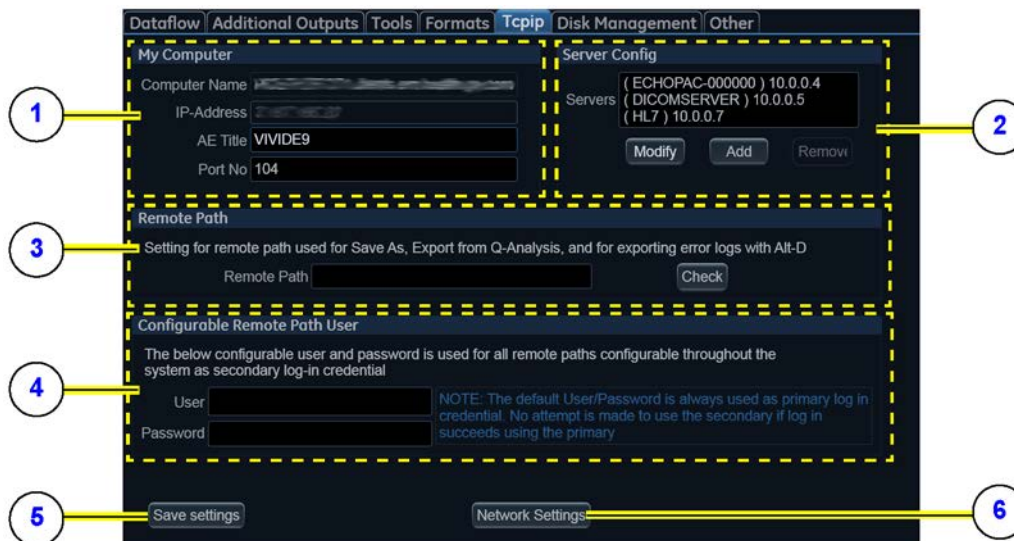 Dataflow Additional Outputs Tools Formats Tcpip Disk Management Other
My Computer
Computer Name
IP-Address
AE Title VIVIDE9
Port No 104
Server Config
Servers
( ECHOPAC-000000 ) 10.0.0.4
( DICOMSERVER ) 10.0.0.5
( HL7 ) 10.0.0.7
Modify Add Remove
1
2
Remote Path
Setting for remote path used for Save As, Export from Q-Analysis, and for exporting error logs with Alt-D
Remote Path Check
3
Configurable Remote Path User
The below configurable user and password is used for all remote paths configurable throughout the
system as secondary log-in credential
User
Password
NOTE: The default User/Password is always used as primary log in
credential. No attempt is made to use the secondary if log in
succeeds using the primary
4
5
Save settings
Network Settings
6